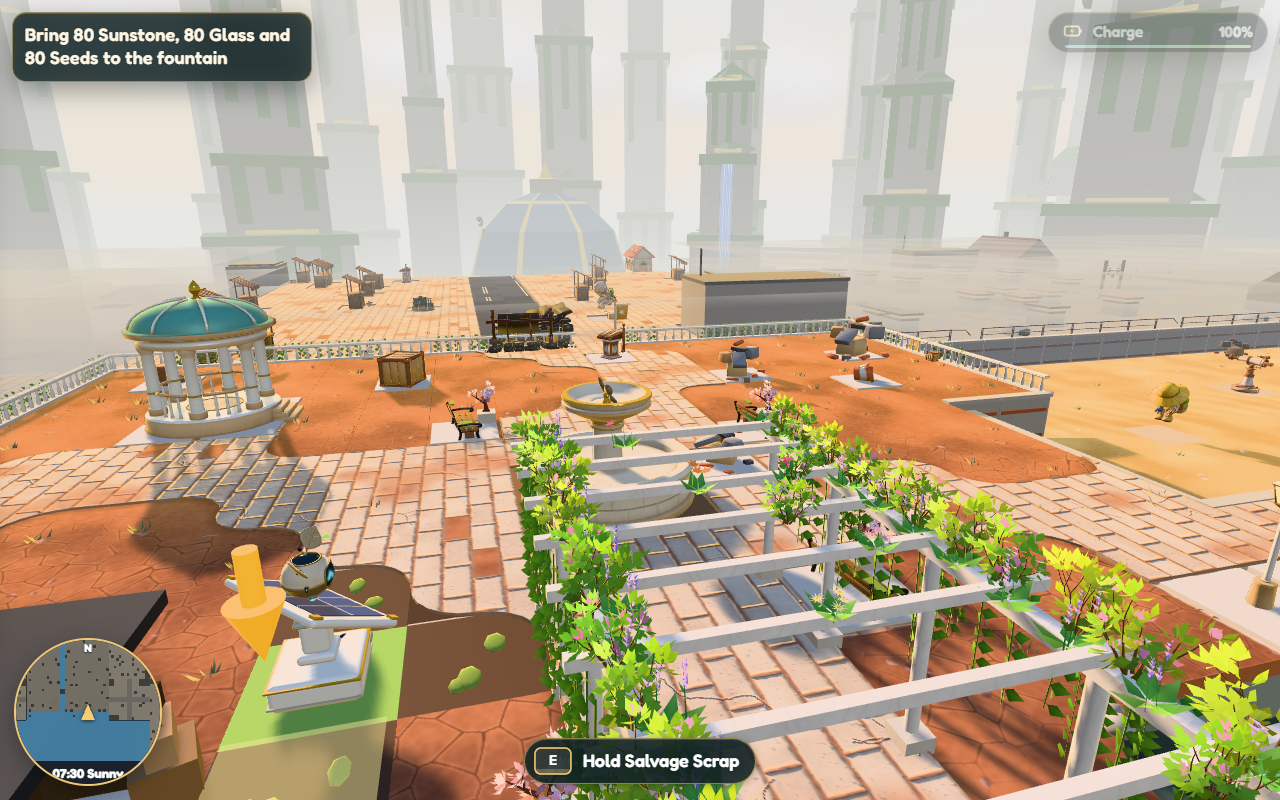 Bring 80 Sunstone, 80 Glass and
80 Seeds to the fountain
Charge 100%
N
07:30 Sunny
E Hold Salvage Scrap